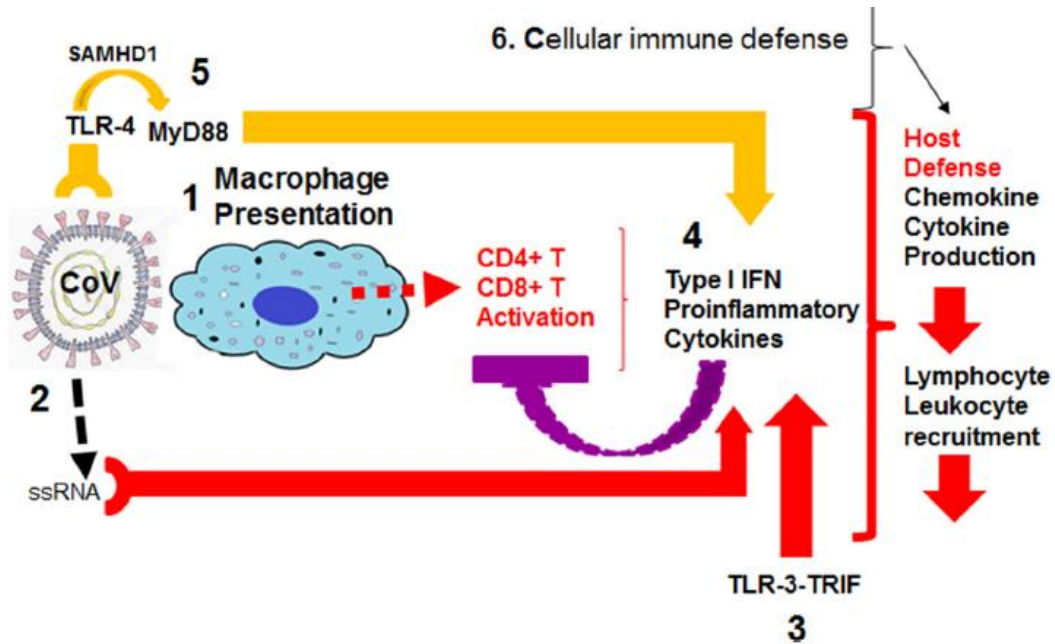 6. Cellular immune defense
SAMHD1
5
TLR-4
MyD88
1
Macrophage
Presentation
CoV
CD4+ T
CD8+ T
Activation
4
Type I IFN
Proinflammatory
Cytokines
Host
Defense
Chemokine
Cytokine
Production
Lymphocyte
Leukocyte
recruitment
2
ssRNA
TLR-3-TRIF
3